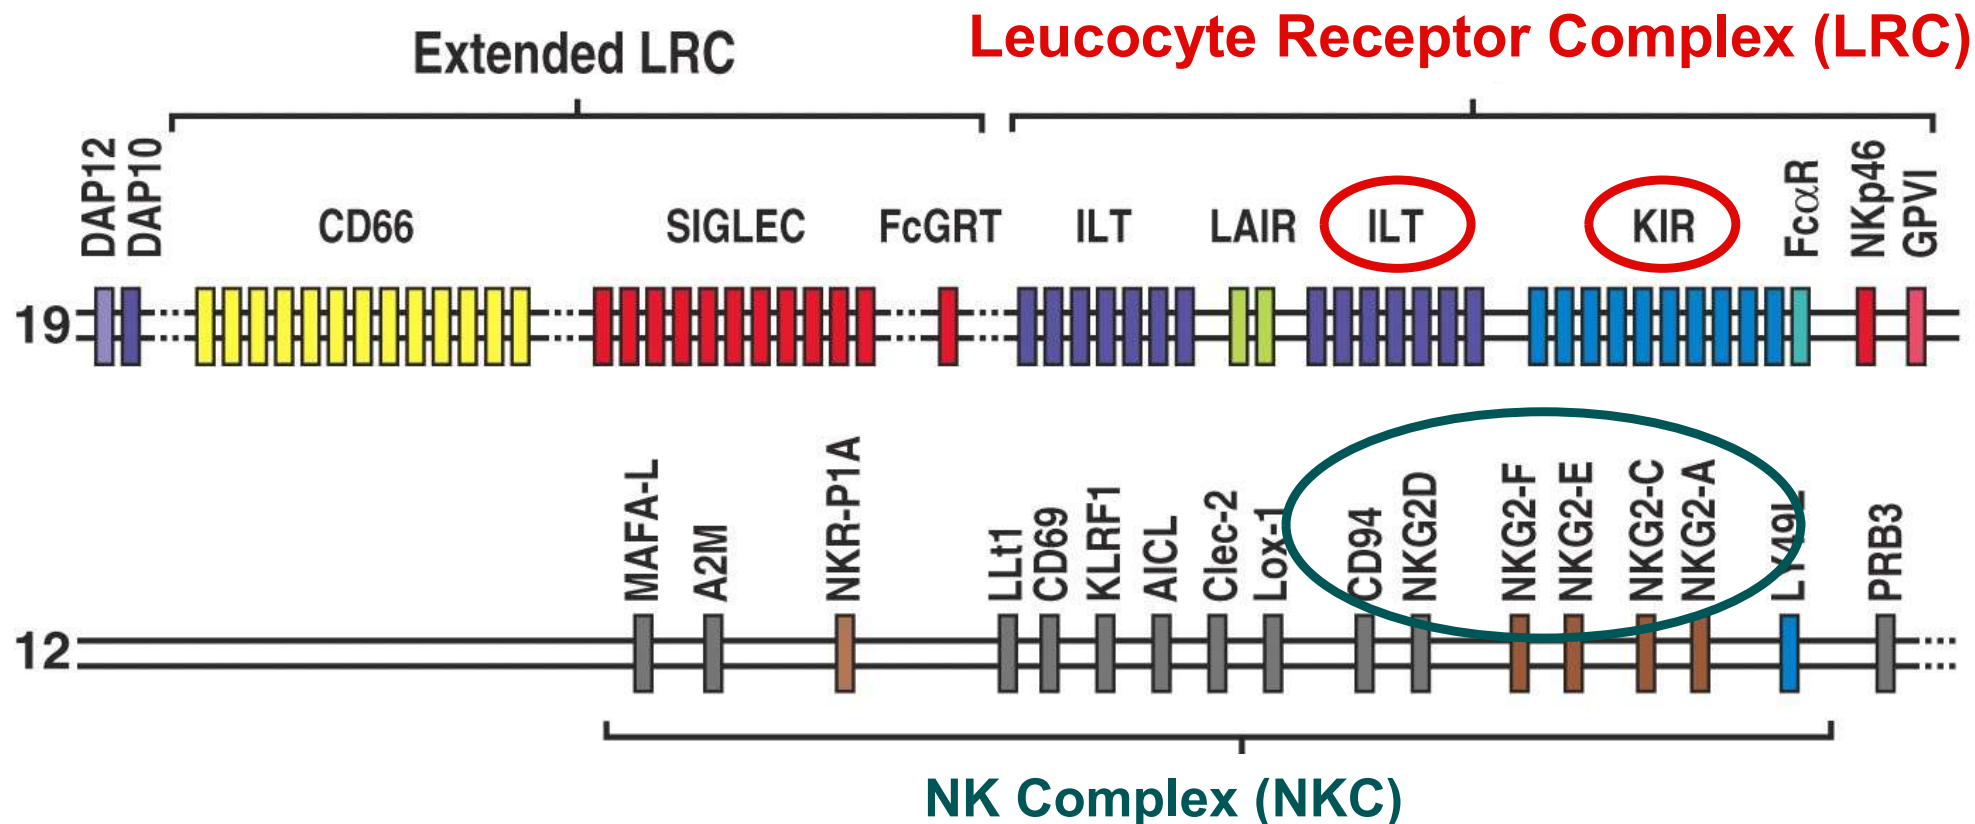 Extended LRC
Leucocyte Receptor Complex (LRC)
DAP12
DAP10
CD66
SIGLEC
FcGRT
ILT
LAIR
ILT
KIR
FcαR
NKp46
GPVI
19
MAFA-L
A2M
NKR-P1A
LLt1
CD69
KLRF1
AICL
Clec-2
Lox-1
CD94
NKG2D
NKG2-F
NKG2-E
NKG2-C
NKG2-A
LY49L
PRB3
12
NK Complex (NKC)